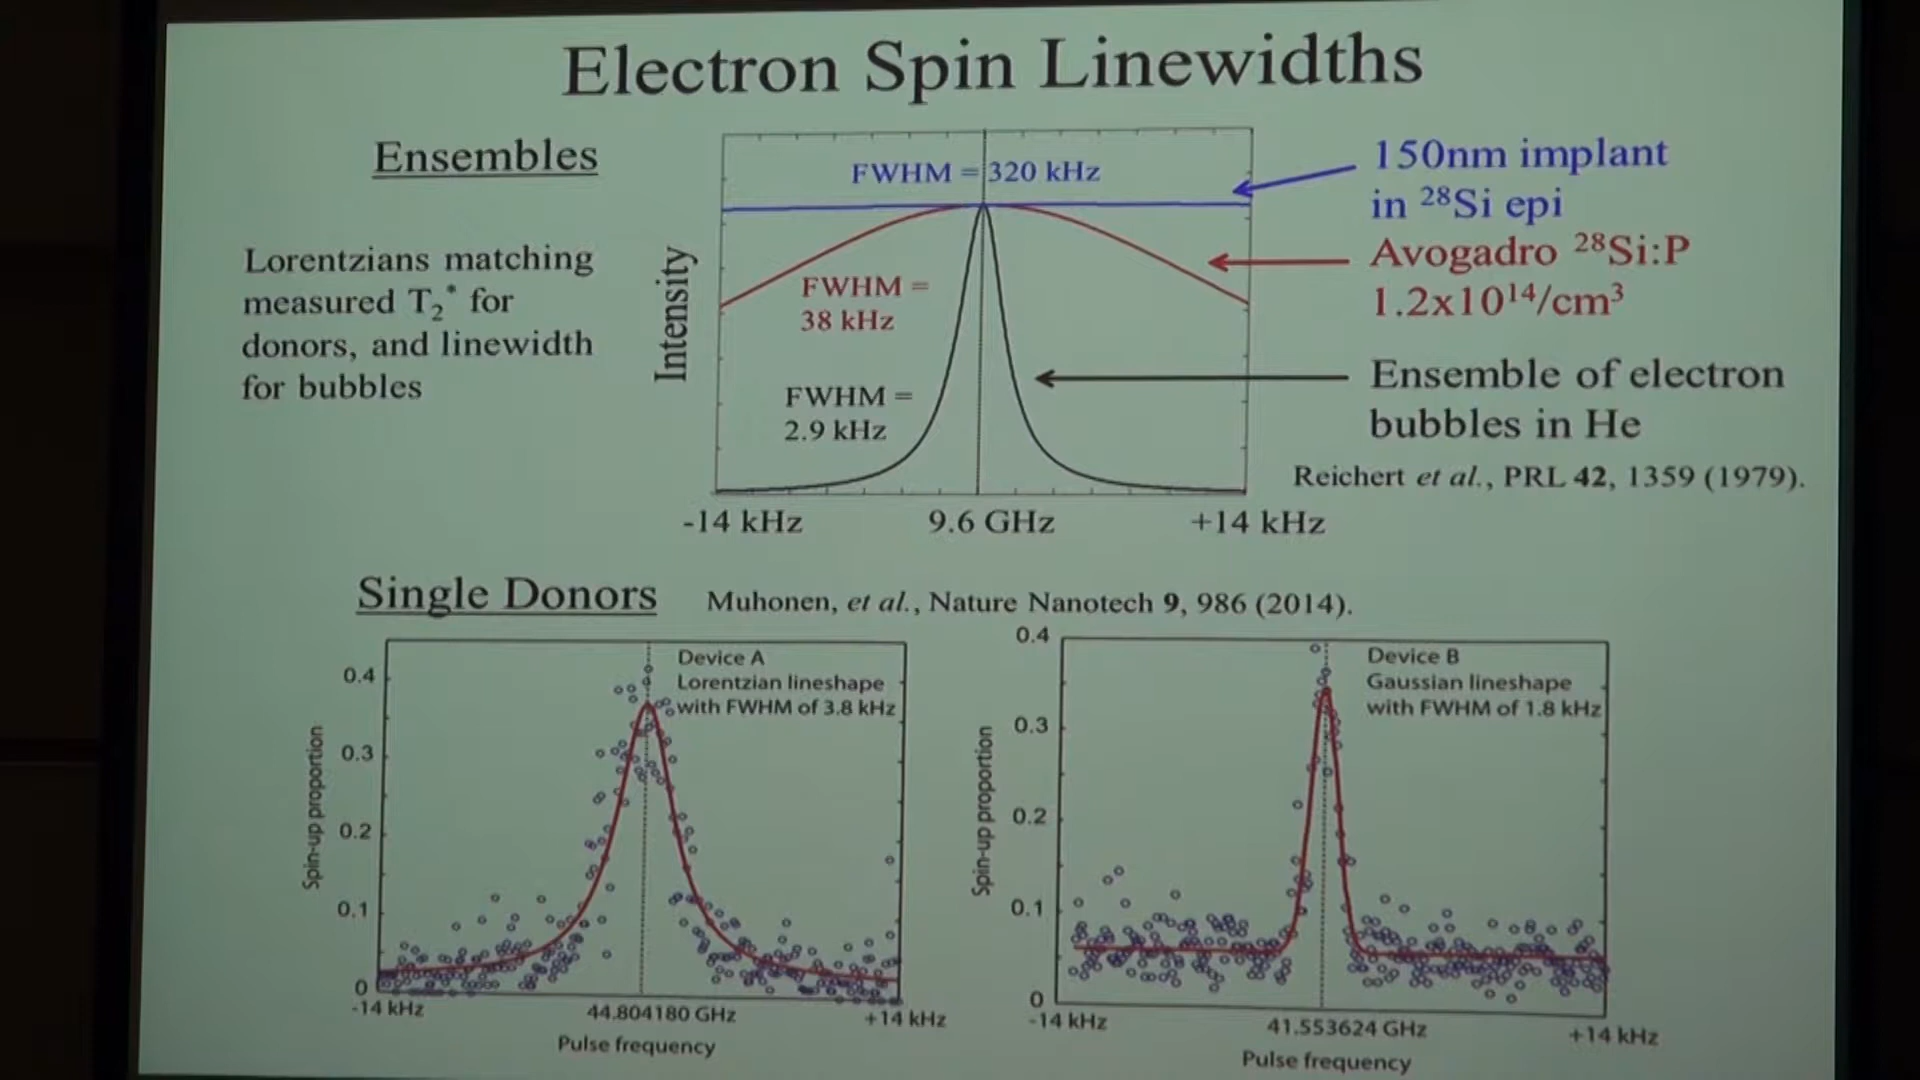 Electron Spin Linewidths
Ensembles
Lorentzians matching
measured T₂* for
donors, and linewidth
for bubbles
Intensity
FWHM = 320 kHz
FWHM =
38 kHz
FWHM =
2.9 kHz
-14 kHz
9.6 GHz
+14 kHz
150nm implant
in ²⁸Si epi
Avogadro ²⁸Si:P
1.2x10¹⁴/cm³
Ensemble of electron
bubbles in He
Reichert et al., PRL 42, 1359 (1979).
Single Donors
Muhonen, et al., Nature Nanotech 9, 986 (2014).
Spin-up proportion
0.4
0.3
0.2
0.1
0
Device A
Lorentzian lineshape
with FWHM of 3.8 kHz
-14 kHz
44.804180 GHz
+14 kHz
Pulse frequency
Spin-up proportion
0.4
0.3
0.2
0.1
0
Device B
Gaussian lineshape
with FWHM of 1.8 kHz
-14 kHz
41.553624 GHz
+14 kHz
Pulse frequency